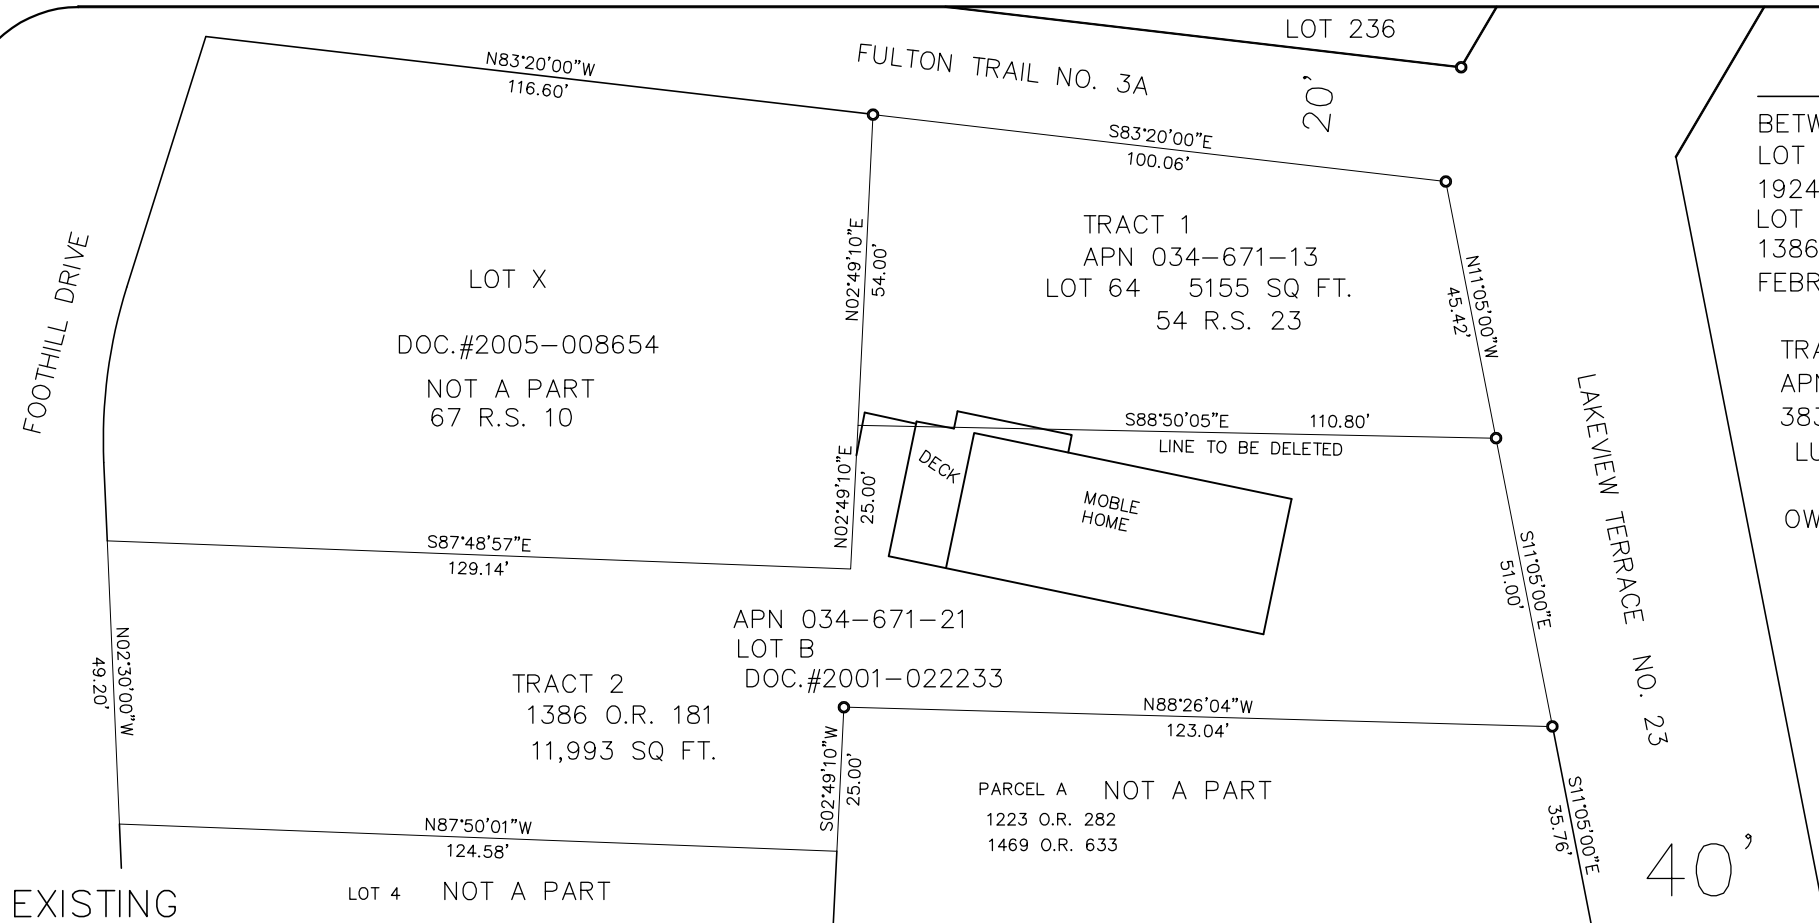 LOT 236
FULTON TRAIL NO. 3A
20'
N83°20'00"W
116.60'
S83°20'00"E
100.06'
BETW
LOT
1924
LOT
1386
FEBR
TRACT 1
APN 034-671-13
LOT 64 5155 SQ FT.
54 R.S. 23
N02°49'10"E
54.00'
N11°05'00"W
45.42'
FOOTHILL DRIVE
LOT X
DOC.#2005-008654
NOT A PART
67 R.S. 10
TRA
APN
383
LU
OW
S88°50'05"E 110.80'
LINE TO BE DELETED
N02°49'10"E
25.00'
DECK
MOBLE
HOME
LAKEVIEW TERRACE NO. 23
S11°05'00"E
51.00'
S87°48'57"E
129.14'
APN 034-671-21
LOT B
DOC.#2001-022233
N02°30'00"W
49.20'
TRACT 2
1386 O.R. 181
11,993 SQ FT.
N88°26'04"W
123.04'
S02°49'10"W
25.00'
PARCEL A NOT A PART
1223 O.R. 282
1469 O.R. 633
S11°05'00"E
35.76'
N87°50'01"W
124.58'
40'
EXISTING
LOT 4 NOT A PART